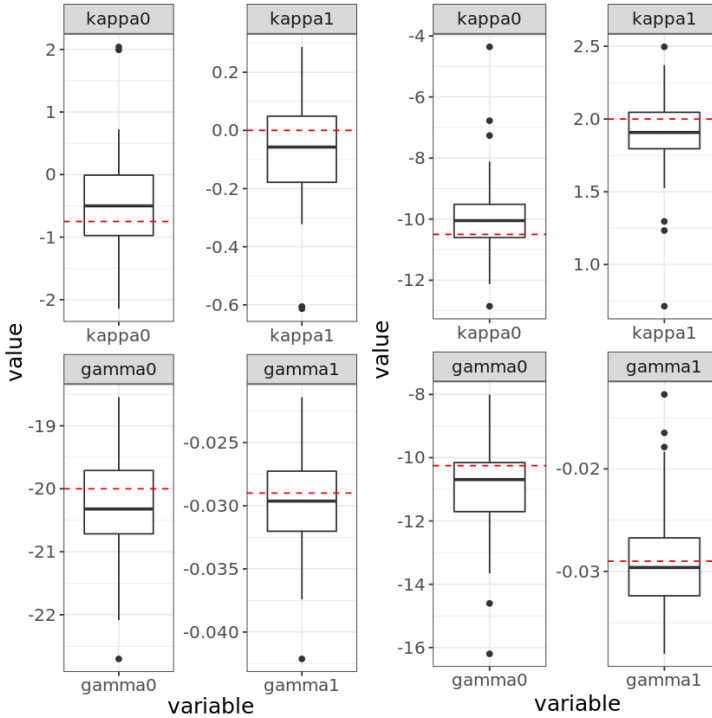 kappa0 kappa1
2
1
0
-1
-2
0.2
0.0
-0.2
-0.4
-0.6
kappa0 kappa1
gamma0 gamma1
-19
-20
-21
-22
-0.025
-0.030
-0.035
-0.040
gamma0 gamma1
value
variable
kappa0 kappa1
-4
-6
-8
-10
-12
2.5
2.0
1.5
1.0
kappa0 kappa1
gamma0 gamma1
-8
-10
-12
-14
-16
-0.02
-0.03
gamma0 gamma1
value
variable